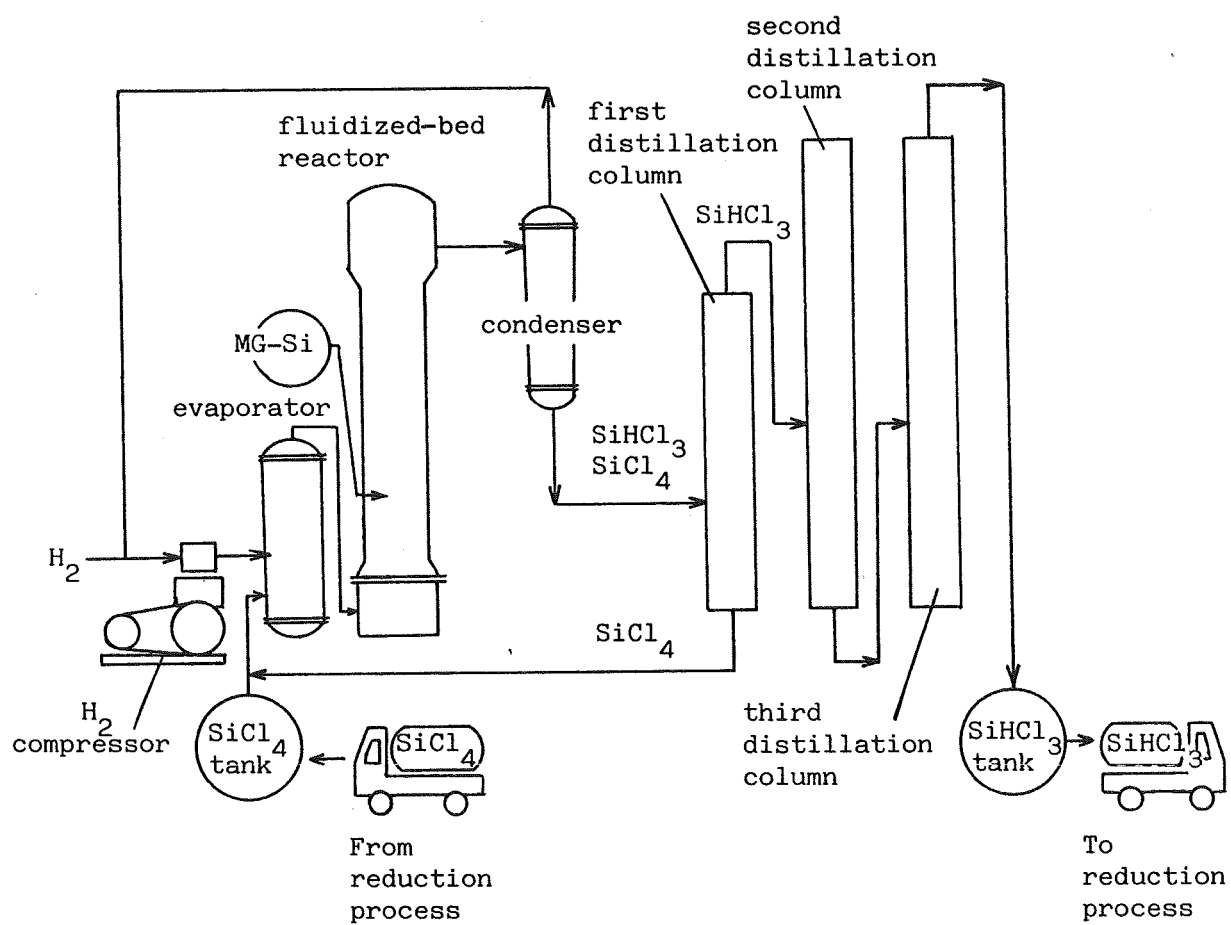 second
distillation
column
first
distillation
column
fluidized-bed
reactor
SiHCl3
MG-Si
condenser
evaporator
SiHCl3
SiCl4
H2
SiCl4
H2
compressor
SiCl4
tank
SiCl4
third
distillation
column
SiHCl3
tank
SiHCl3
From
reduction
process
To
reduction
process